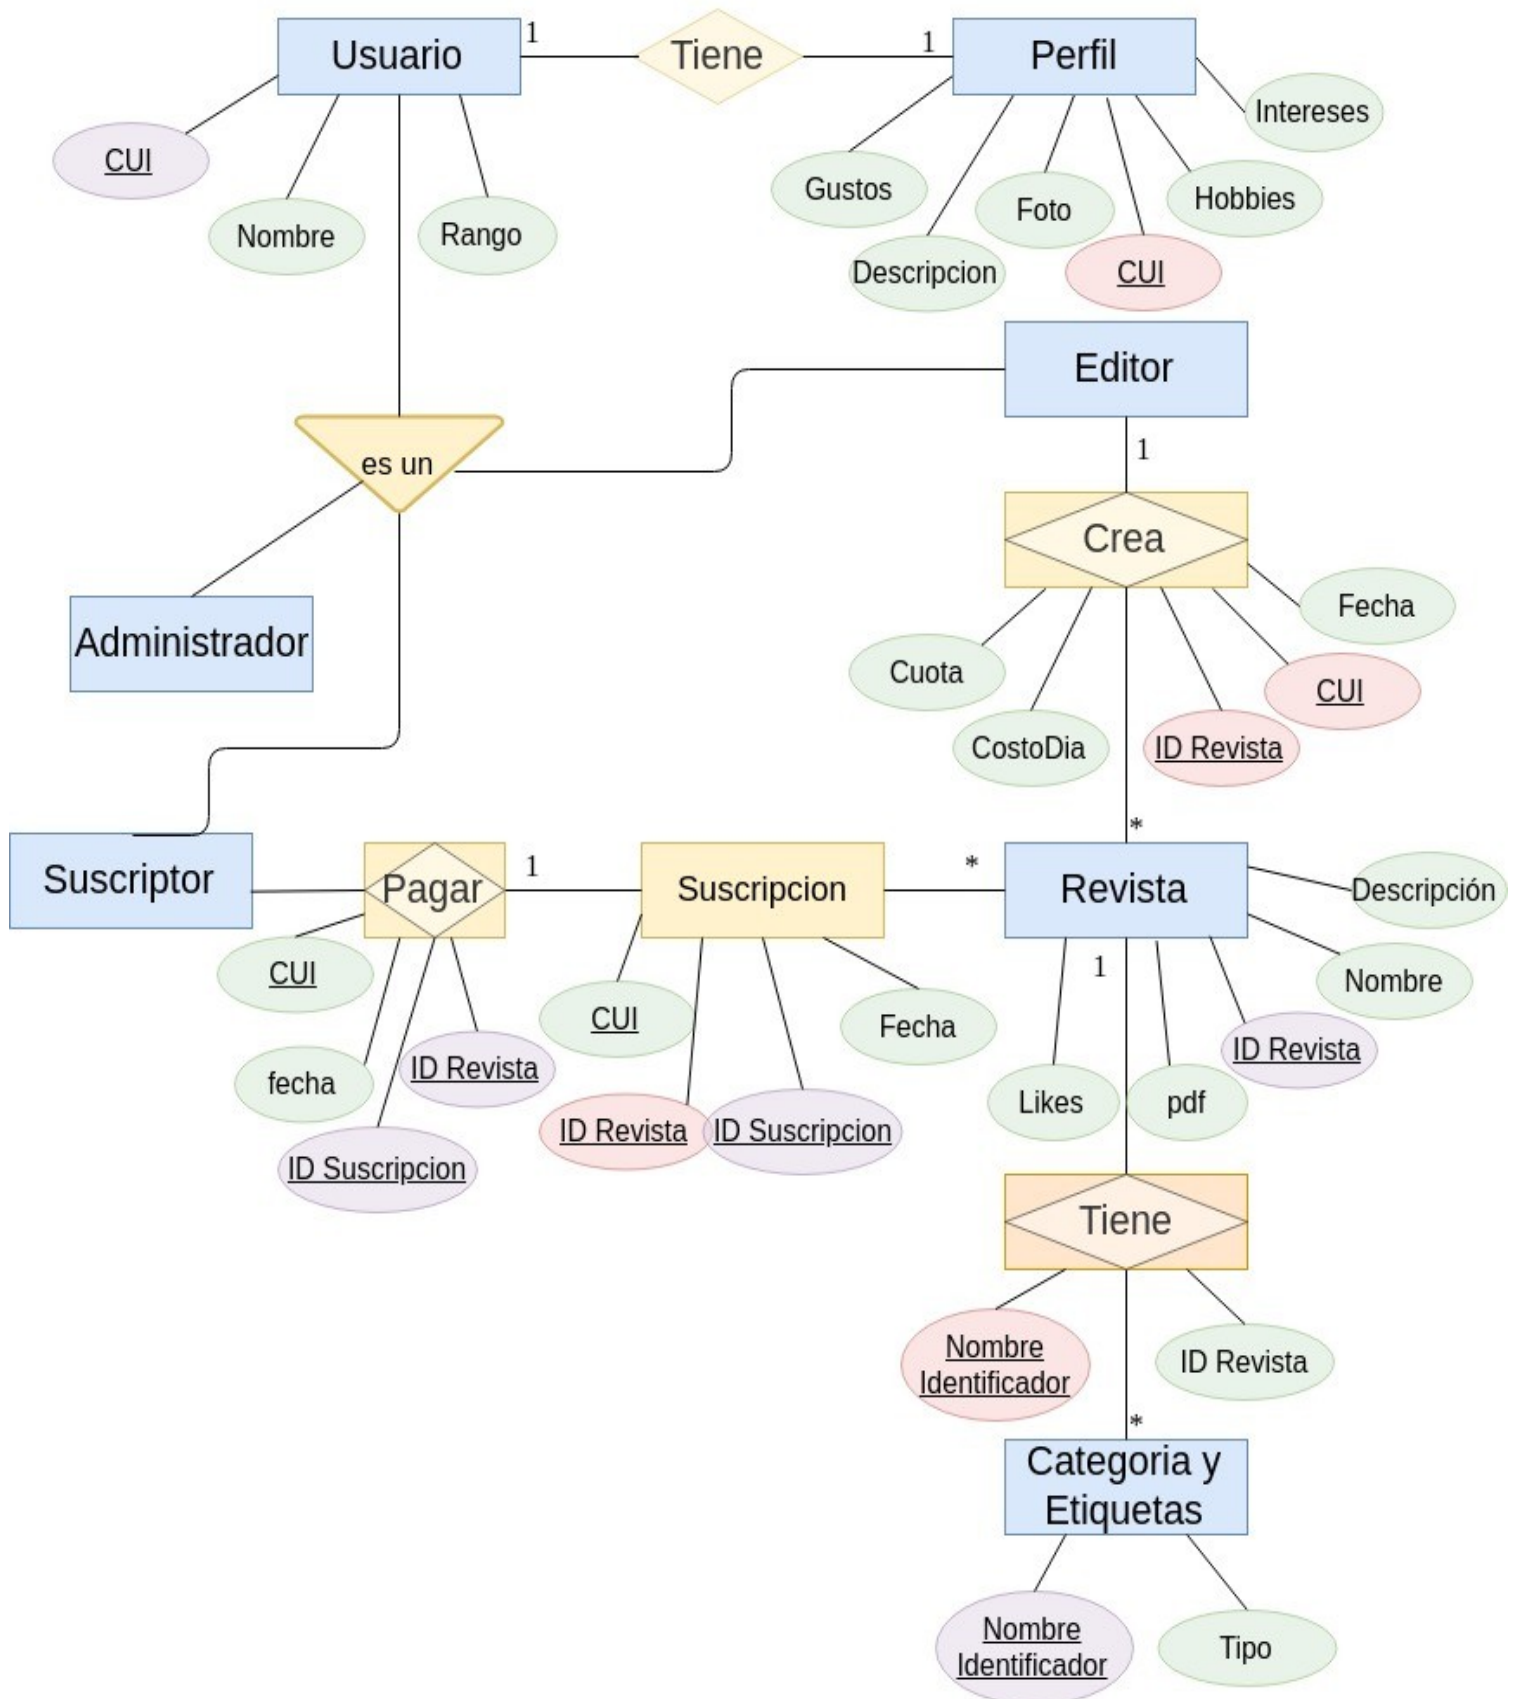 Usuario
1
Tiene
1
Perfil
CUI
Nombre
Rango
Gustos
Descripcion
Foto
CUI
Hobbies
Intereses
Editor
1
es un
Crea
Administrador
Cuota
CostoDia
ID Revista
CUI
Fecha
*
Suscriptor
Pagar
1
Suscripcion
*
Revista
Descripción
Nombre
ID Revista
CUI
fecha
ID Suscripcion
ID Revista
CUI
ID Revista
ID Suscripcion
Fecha
1
Likes
pdf
Tiene
Nombre
Identificador
ID Revista
*
Categoria y
Etiquetas
Nombre
Identificador
Tipo